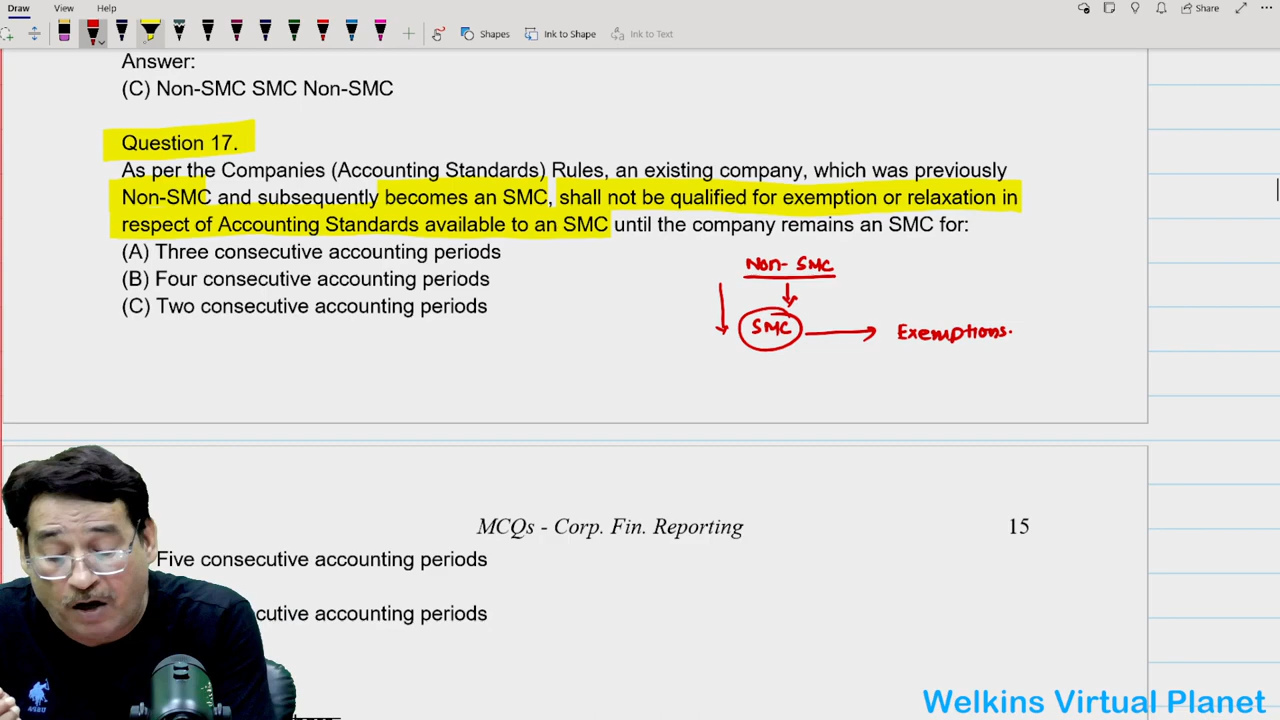 Draw View Help
Share
Shapes Ink to Shape Ink to Text
Answer:
(C) Non-SMC SMC Non-SMC
Question 17.
As per the Companies (Accounting Standards) Rules, an existing company, which was previously
Non-SMC and subsequently becomes an SMC, shall not be qualified for exemption or relaxation in
respect of Accounting Standards available to an SMC until the company remains an SMC for:
(A) Three consecutive accounting periods
(B) Four consecutive accounting periods
(C) Two consecutive accounting periods
Non- SMC
SMC
Exemptions.
MCQs - Corp. Fin. Reporting 15
Five consecutive accounting periods
cutive accounting periods
Welkins Virtual Planet